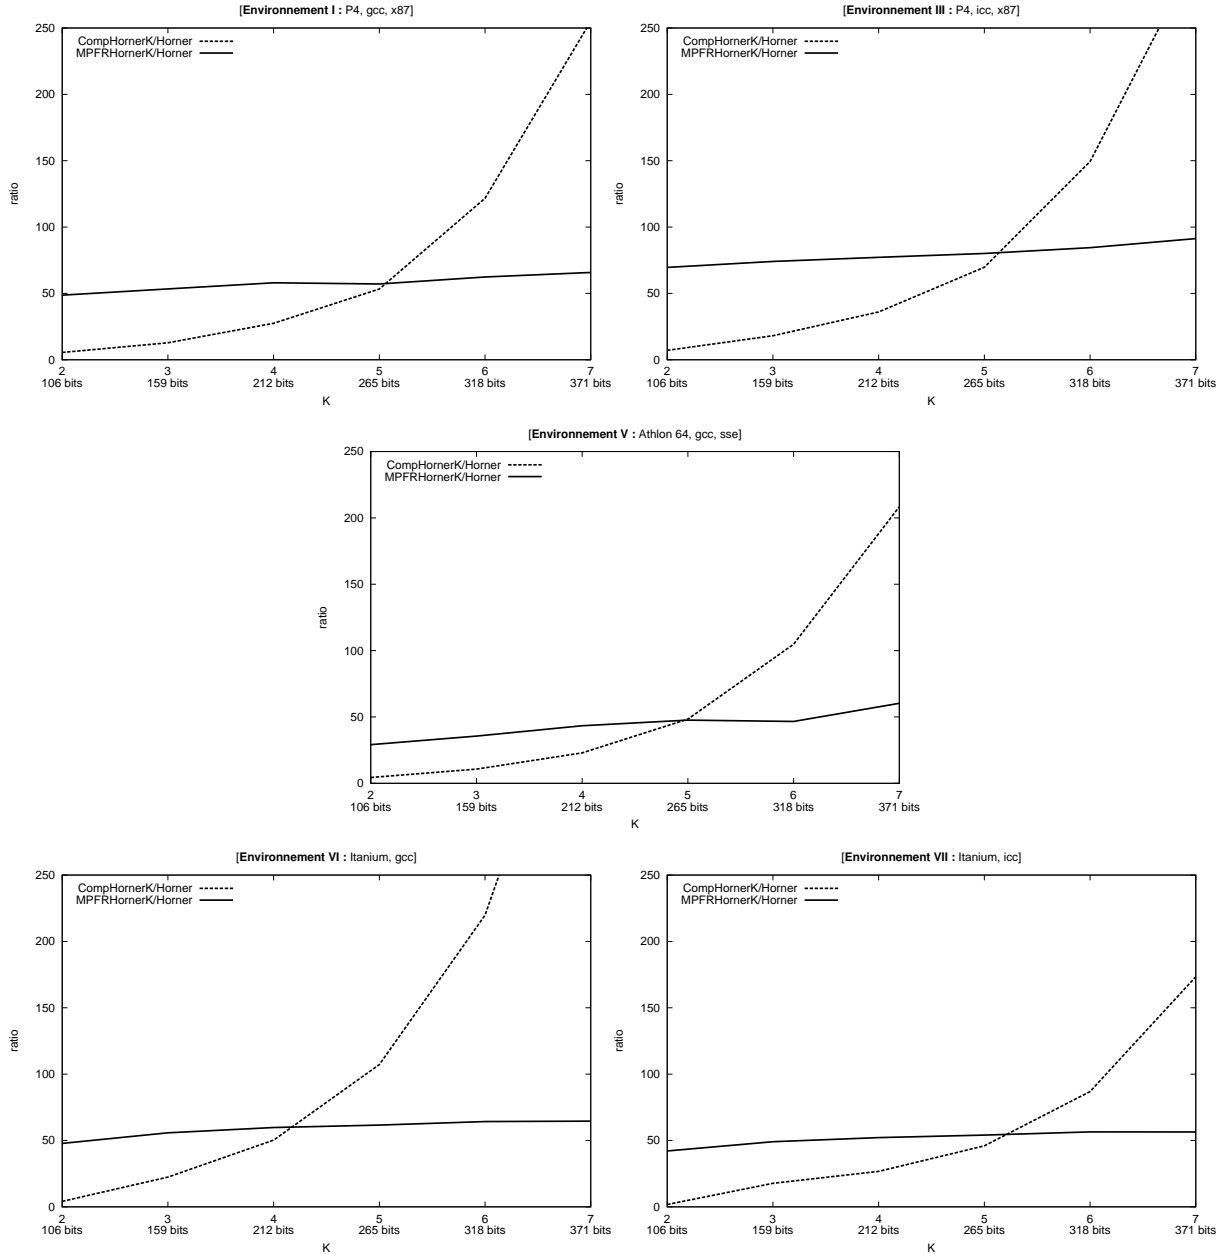 [Environnement I : P4, gcc, x87]
CompHornerK/Horner
MPFRHornerK/Horner
250
200
150
100
50
0
ratio
2 3 4 5 6 7
106 bits 159 bits 212 bits 265 bits 318 bits 371 bits
K
[Environnement III : P4, icc, x87]
CompHornerK/Horner
MPFRHornerK/Horner
250
200
150
100
50
0
ratio
2 3 4 5 6 7
106 bits 159 bits 212 bits 265 bits 318 bits 371 bits
K
[Environnement V : Athlon 64, gcc, sse]
CompHornerK/Horner
MPFRHornerK/Horner
250
200
150
100
50
0
ratio
2 3 4 5 6 7
106 bits 159 bits 212 bits 265 bits 318 bits 371 bits
K
[Environnement VI : Itanium, gcc]
CompHornerK/Horner
MPFRHornerK/Horner
250
200
150
100
50
0
ratio
2 3 4 5 6 7
106 bits 159 bits 212 bits 265 bits 318 bits 371 bits
K
[Environnement VII : Itanium, icc]
CompHornerK/Horner
MPFRHornerK/Horner
250
200
150
100
50
0
ratio
2 3 4 5 6 7
106 bits 159 bits 212 bits 265 bits 318 bits 371 bits
K